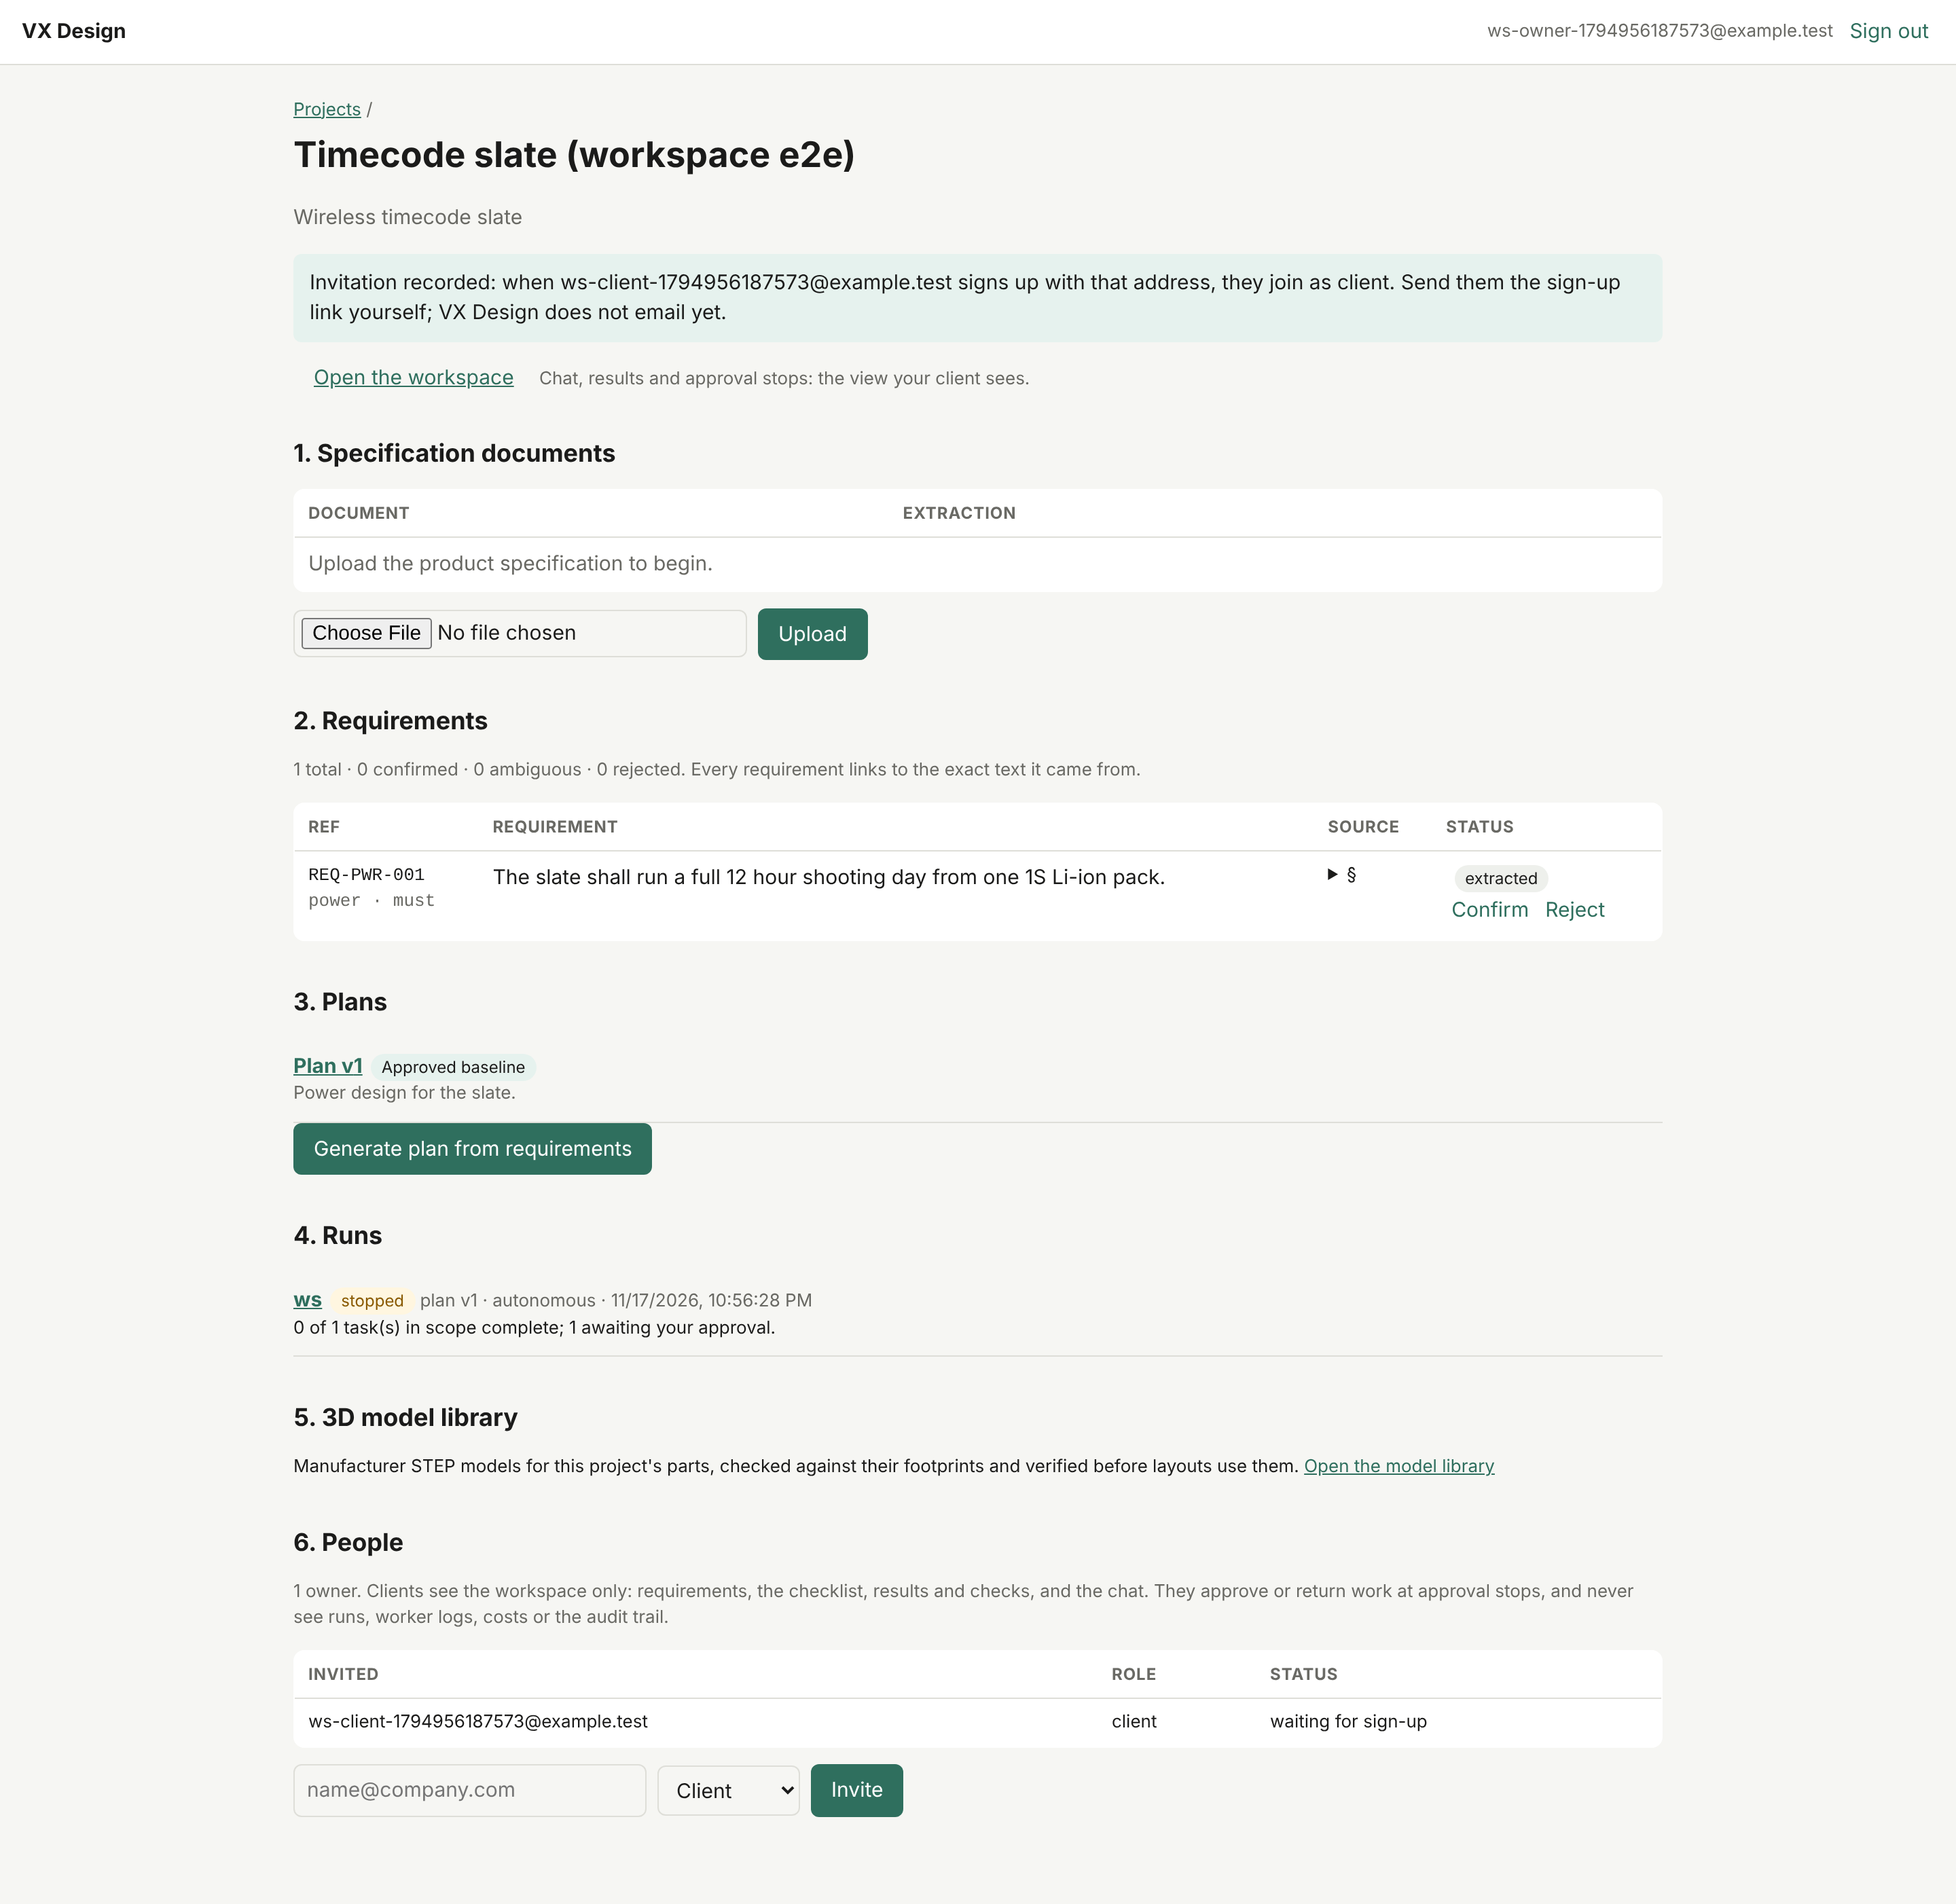 VX Design
ws-owner-1794956187573@example.test Sign out
Projects /
Timecode slate (workspace e2e)
Wireless timecode slate
Invitation recorded: when ws-client-1794956187573@example.test signs up with that address, they join as client. Send them the sign-up
link yourself; VX Design does not email yet.
Open the workspace Chat, results and approval stops: the view your client sees.
1. Specification documents
DOCUMENT EXTRACTION
Upload the product specification to begin.
Choose File No file chosen Upload
2. Requirements
1 total · 0 confirmed · 0 ambiguous · 0 rejected. Every requirement links to the exact text it came from.
REF REQUIREMENT SOURCE STATUS
REQ-PWR-001 The slate shall run a full 12 hour shooting day from one 1S Li-ion pack. ▶ § extracted
power · must Confirm Reject
3. Plans
Plan v1 Approved baseline
Power design for the slate.
Generate plan from requirements
4. Runs
ws stopped plan v1 · autonomous · 11/17/2026, 10:56:28 PM
0 of 1 task(s) in scope complete; 1 awaiting your approval.
5. 3D model library
Manufacturer STEP models for this project's parts, checked against their footprints and verified before layouts use them. Open the model library
6. People
1 owner. Clients see the workspace only: requirements, the checklist, results and checks, and the chat. They approve or return work at approval stops, and never
see runs, worker logs, costs or the audit trail.
INVITED ROLE STATUS
ws-client-1794956187573@example.test client waiting for sign-up
name@company.com Client Invite